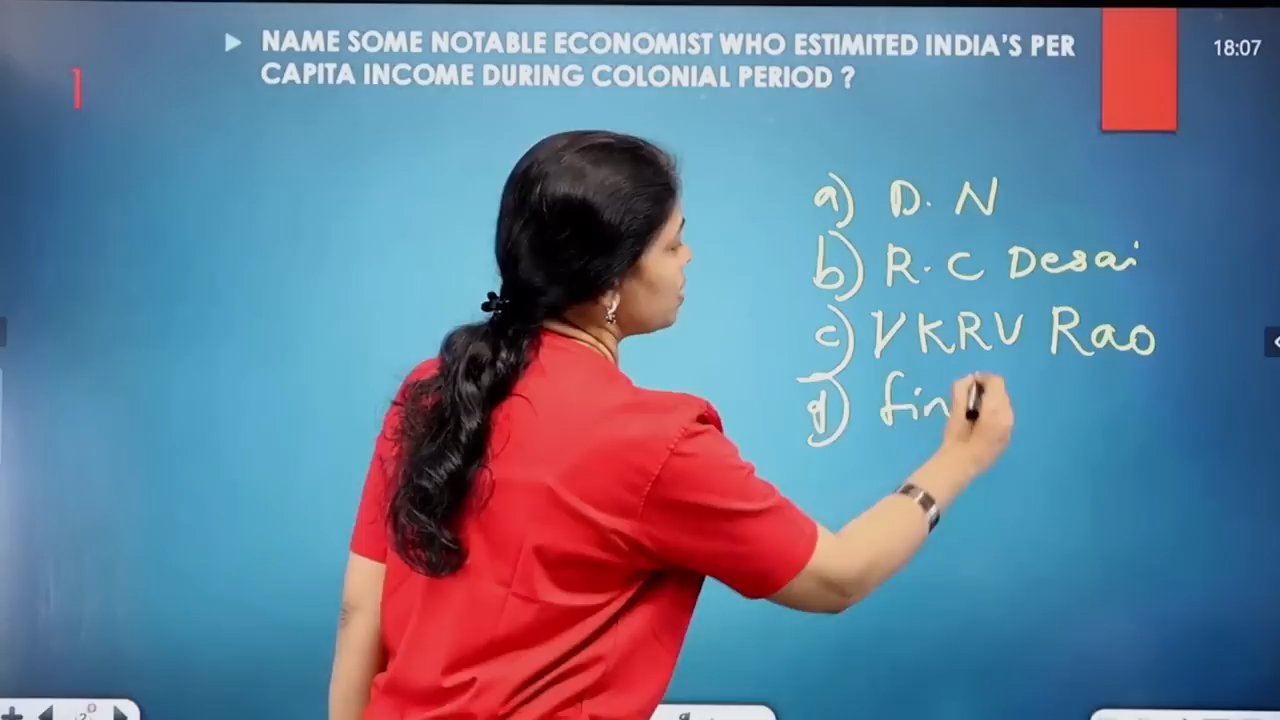 NAME SOME NOTABLE ECONOMIST WHO ESTIMITED INDIA'S PER
CAPITA INCOME DURING COLONIAL PERIOD ?
18:07
1
a) D. N
b) R. C Desai
c) VKRV Rao
d) fin